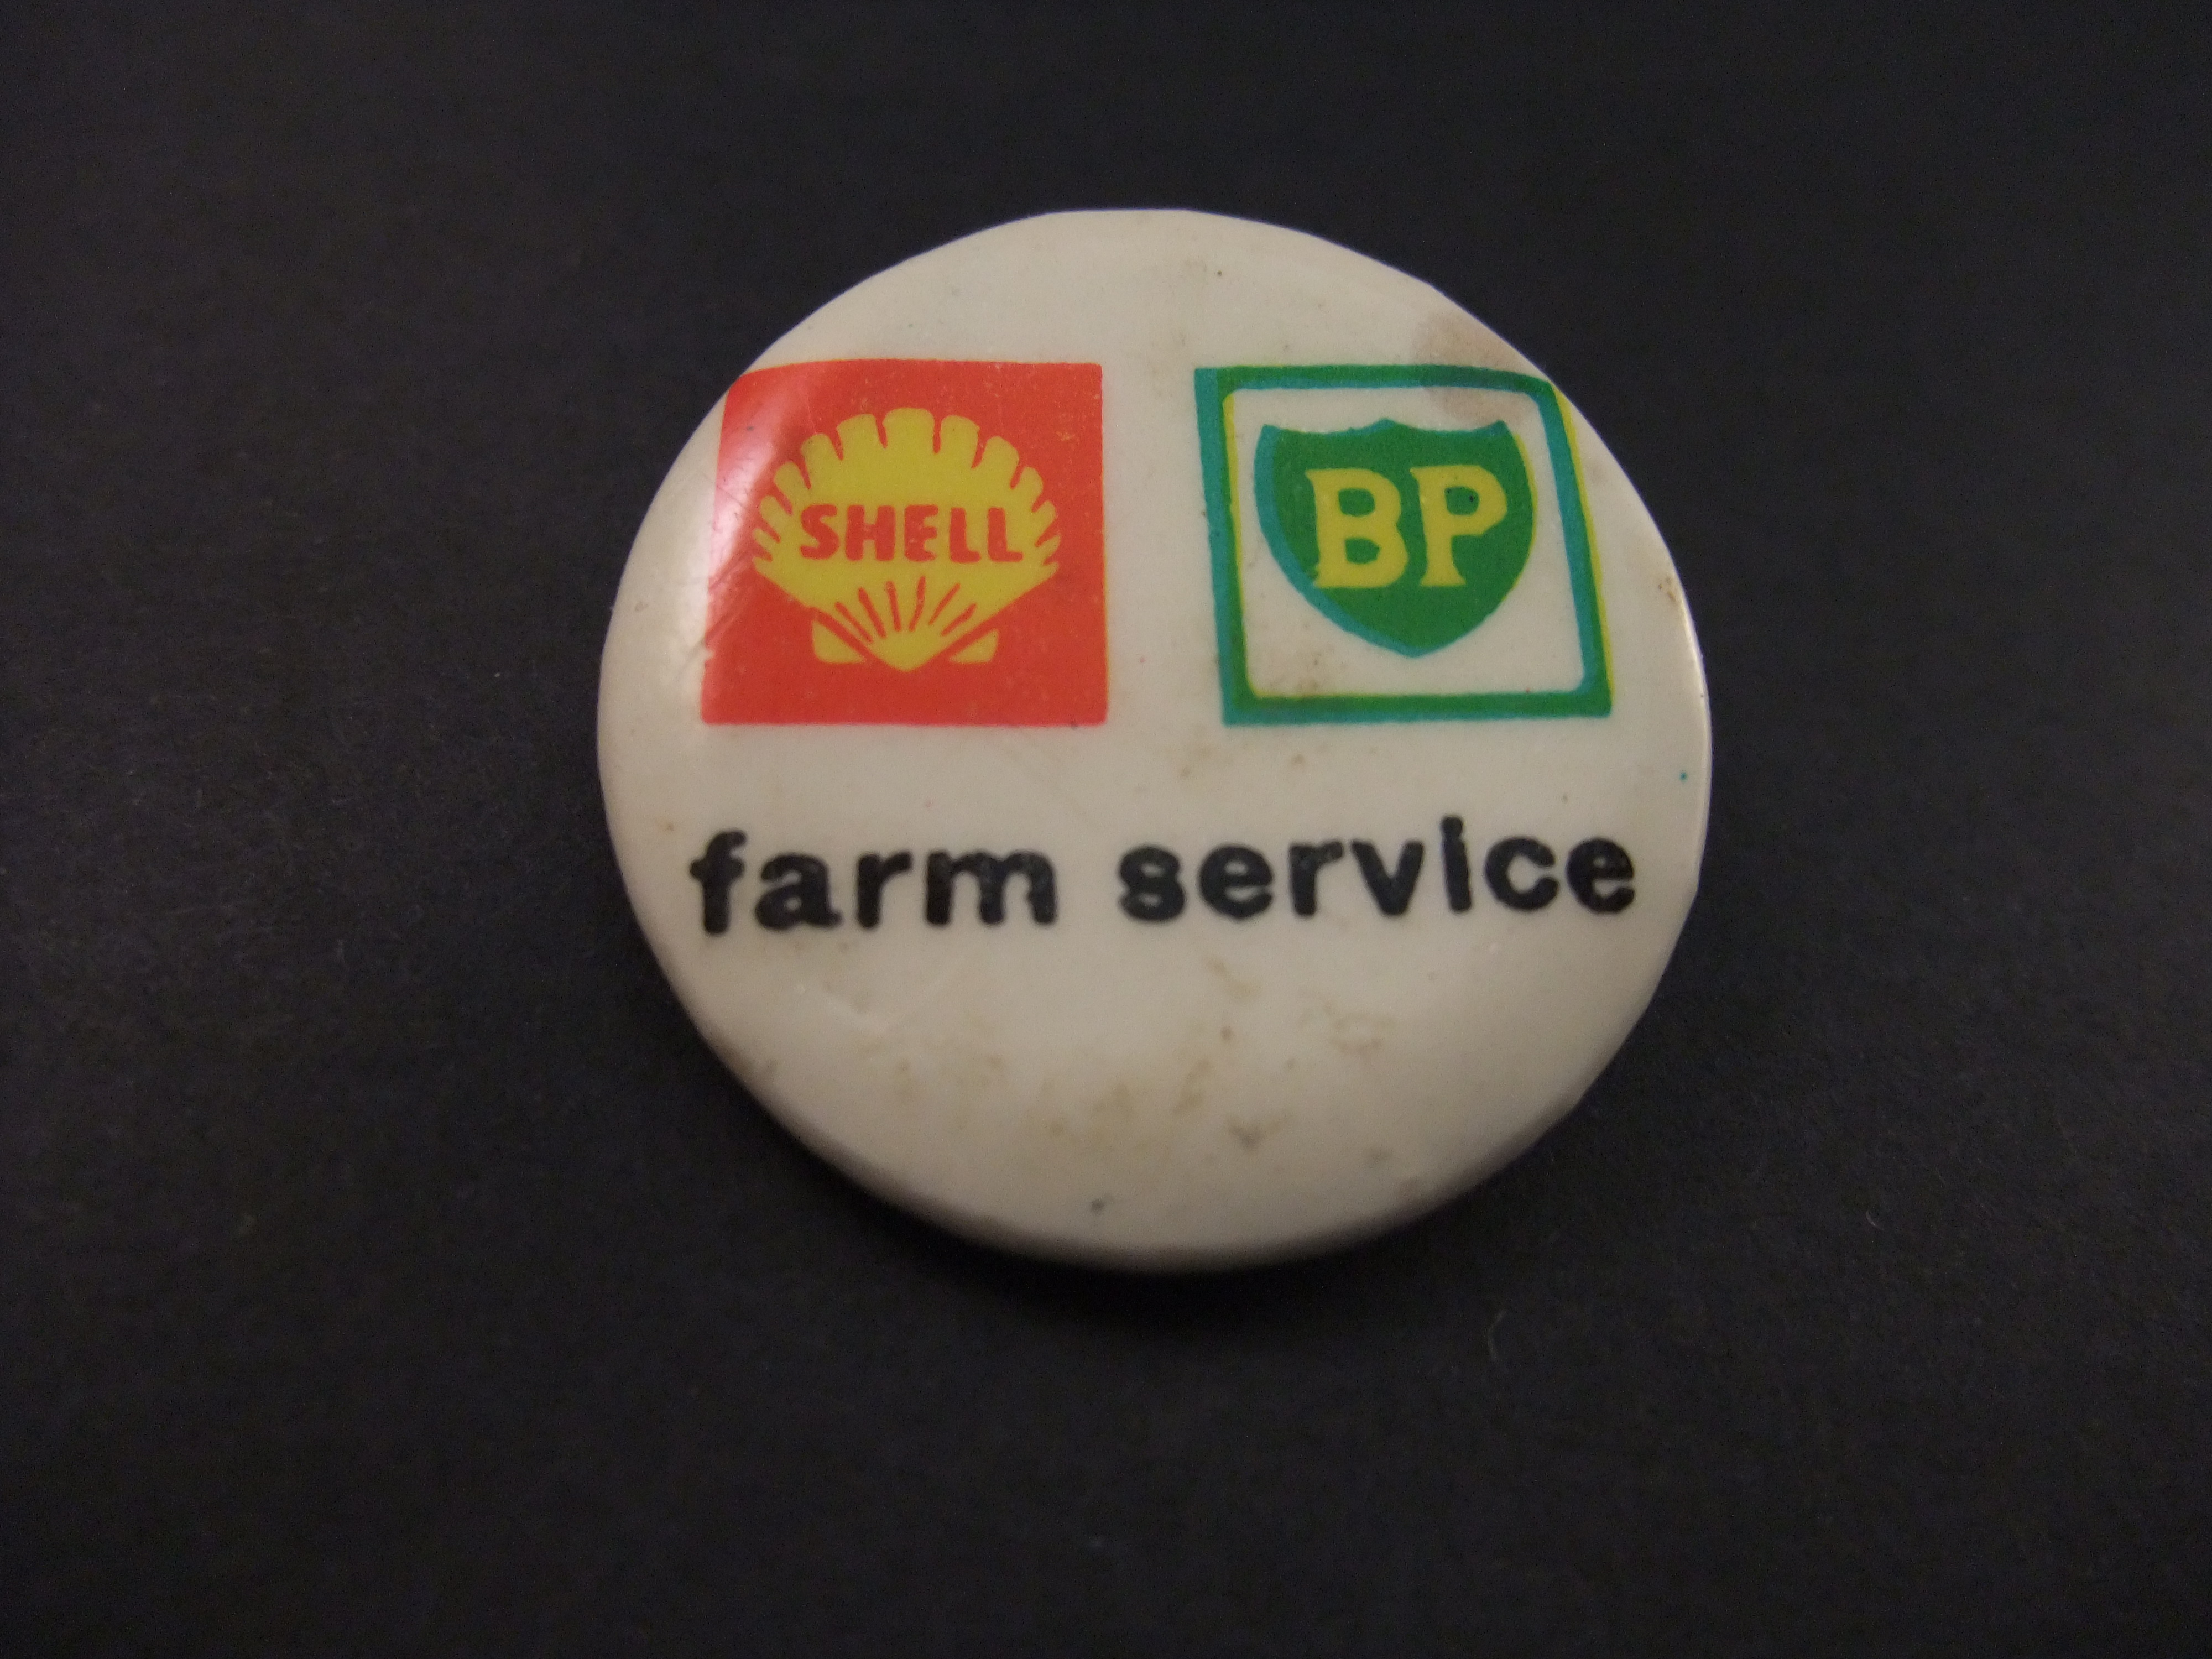 SHELL BP
farm service